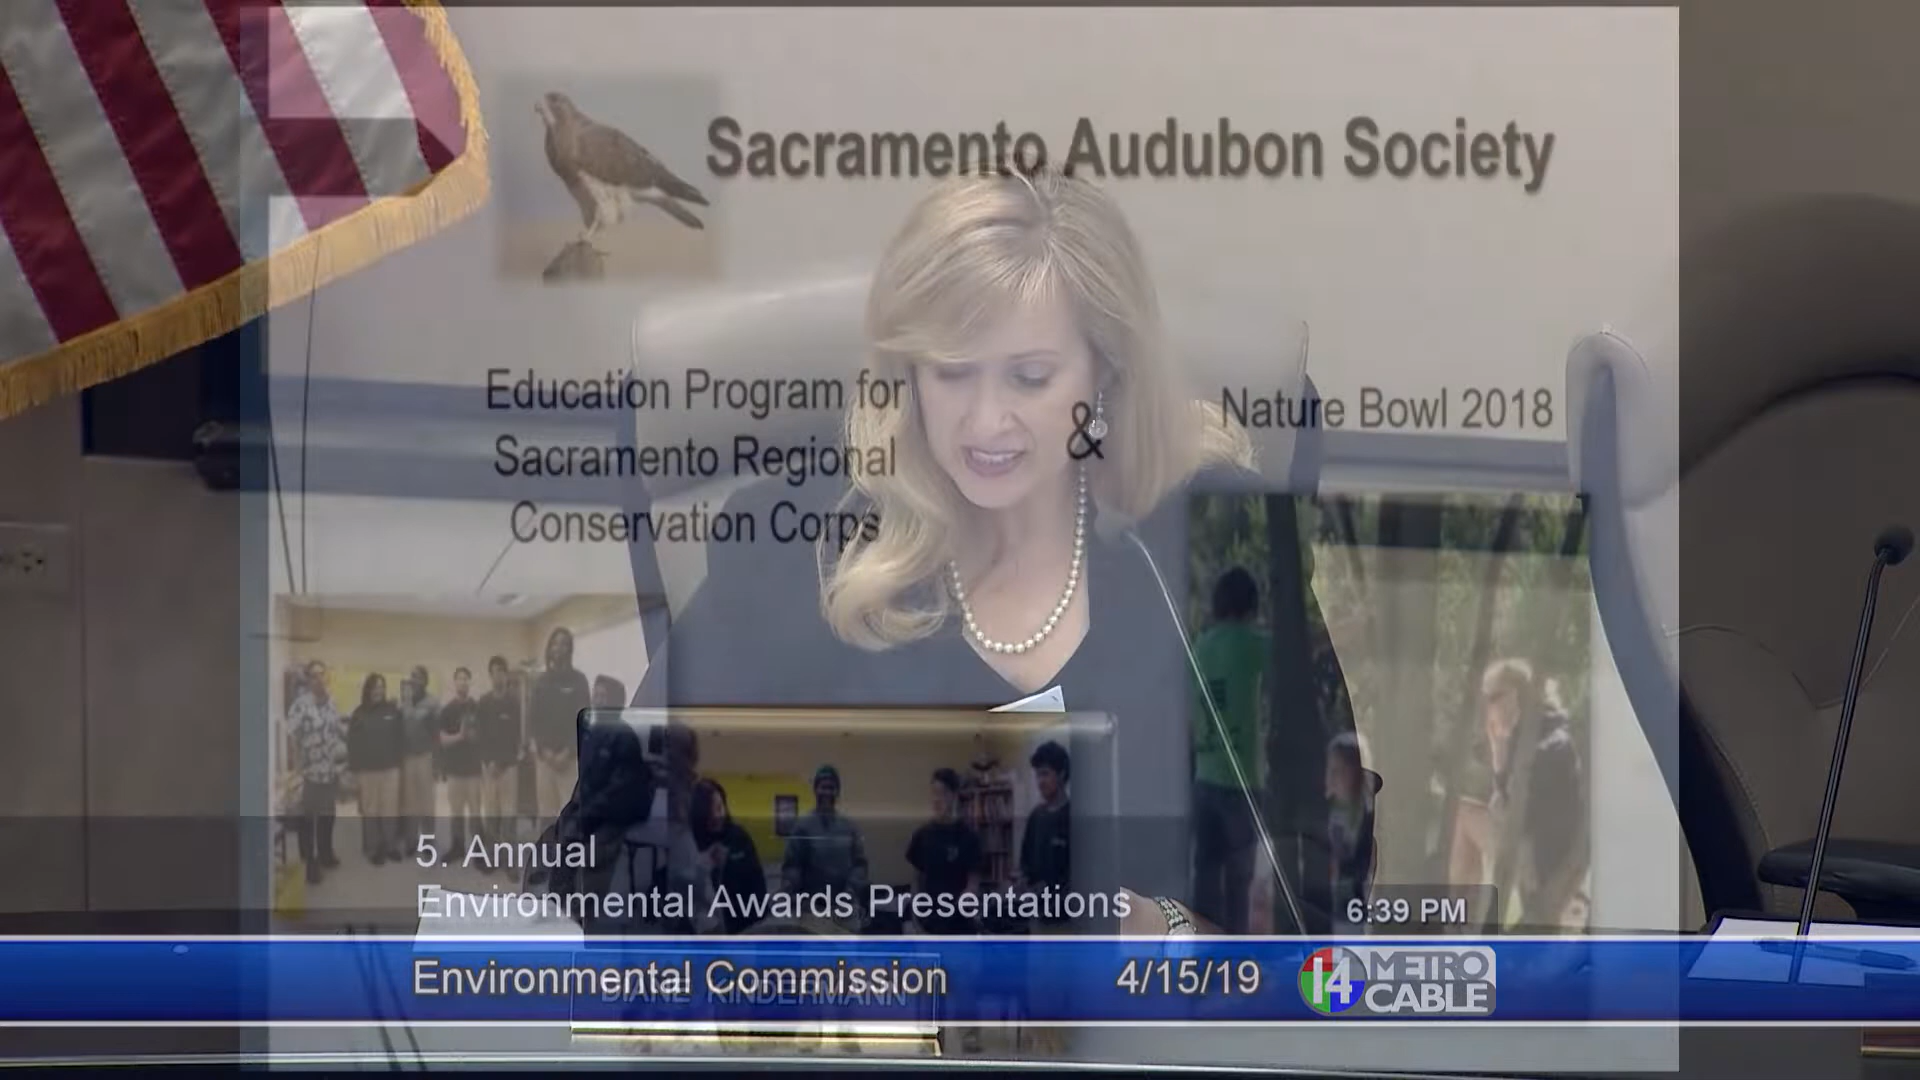 Sacramento Audubon Society
Education Program for
Sacramento Regional
Conservation Corps
&
Nature Bowl 2018
5. Annual
Environmental Awards Presentations
6:39 PM
Environmental Commission
4/15/19
14 METRO
CABLE
DIANE KINDERMANN